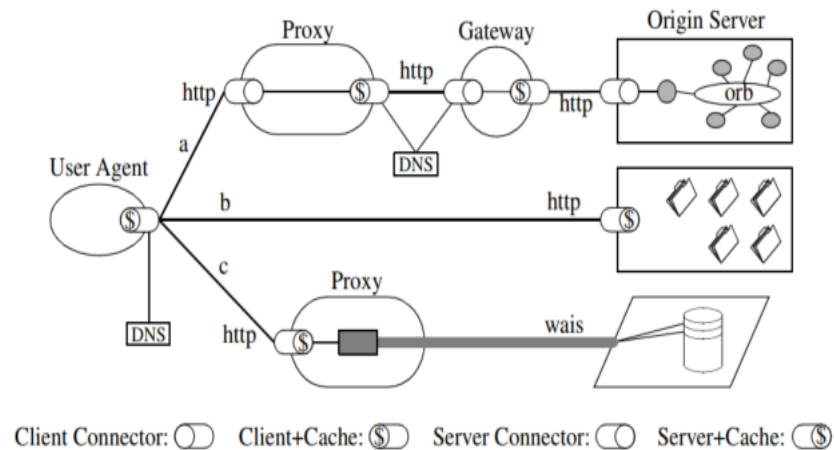 Proxy
Gateway
Origin Server
http
http
http
$
$
orb
a
DNS
User Agent
$
b
http
$
c
Proxy
DNS
http
$
wais
Client Connector:
Client+Cache: $
Server Connector:
Server+Cache: $